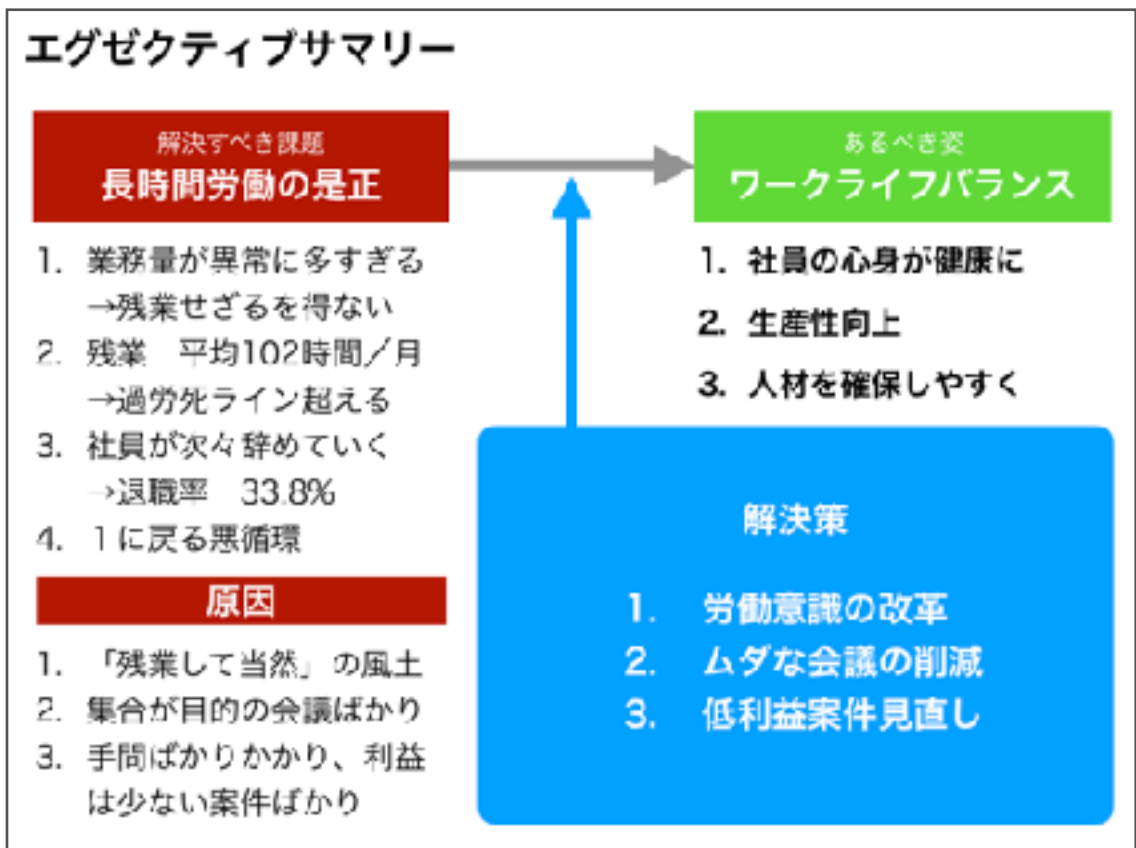 エグゼクティブサマリー
解決すべき課題
長時間労働の是正
1. 業務量が異常に多すぎる
→残業せざるを得ない
2. 残業　平均102時間／月
→過労死ライン超える
3. 社員が次々辞めていく
→退職率　33.8%
4. １に戻る悪循環
原因
1. 「残業して当然」の風土
2. 集合が目的の会議ばかり
3. 手間ばかりかかり、利益
は少ない案件ばかり
あるべき姿
ワークライフバランス
1. 社員の心身が健康に
2. 生産性向上
3. 人材を確保しやすく
解決策
1. 労働意識の改革
2. ムダな会議の削減
3. 低利益案件見直し